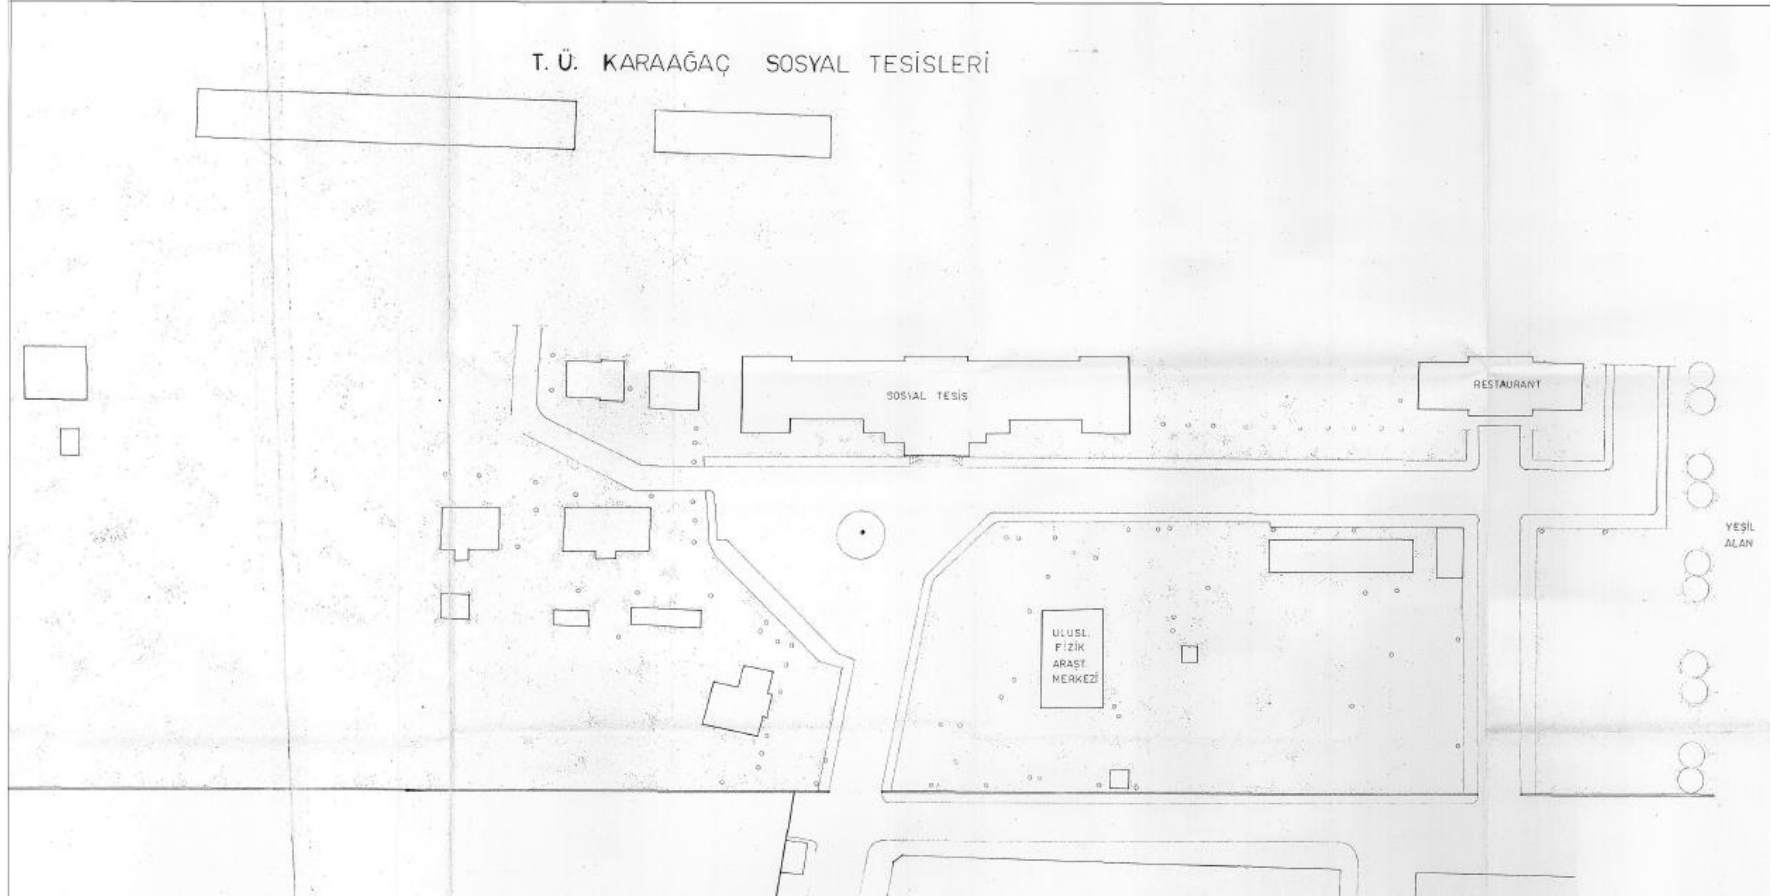 T. Ü. KARAAĞAÇ SOSYAL TESİSLERİ
SOSYAL TESİS
RESTAURANT
YEŞİL
ALAN
ULUSL.
FİZİK
ARAŞT.
MERKEZİ